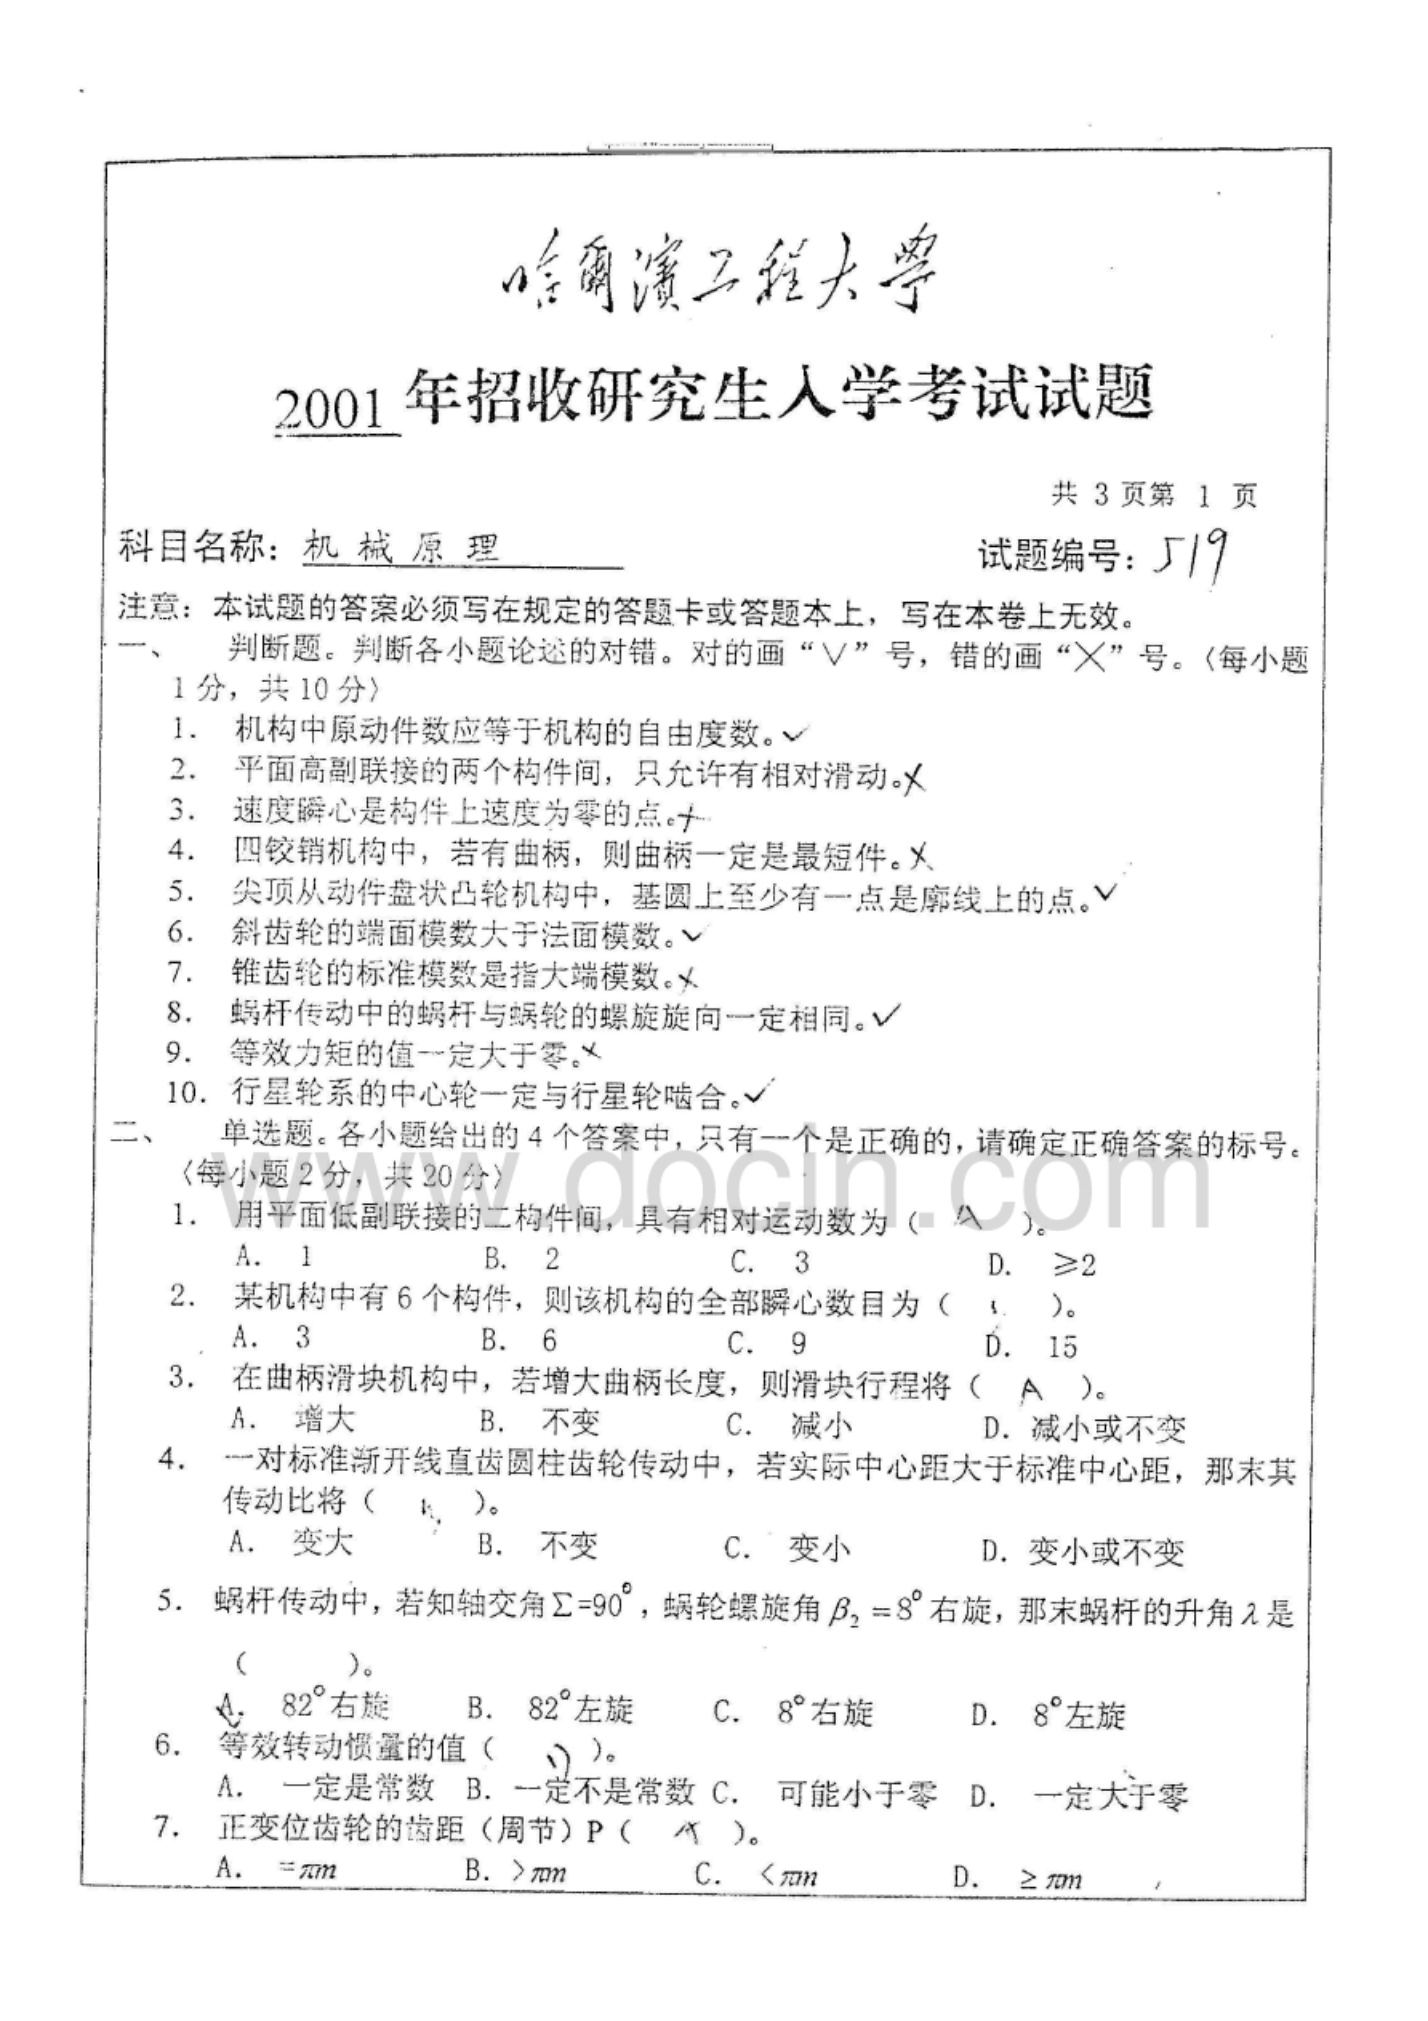 哈爾濱工程大學
2001 年招收研究生入学考试试题
共 3 页第 1 页
科目名称: 机械原理 试题编号: 519
注意: 本试题的答案必须写在规定的答题卡或答题本上, 写在本卷上无效。
一、 判断题。判断各小题论述的对错。对的画“∨”号, 错的画“╳”号。(每小题
1 分, 共 10 分)
1. 机构中原动件数应等于机构的自由度数。✓
2. 平面高副联接的两个构件间, 只允许有相对滑动。×
3. 速度瞬心是构件上速度为零的点。×
4. 四铰销机构中, 若有曲柄, 则曲柄一定是最短件。×
5. 尖顶从动件盘状凸轮机构中, 基圆上至少有一点是廓线上的点。✓
6. 斜齿轮的端面模数大于法面模数。✓
7. 锥齿轮的标准模数是指大端模数。×
8. 蜗杆传动中的蜗杆与蜗轮的螺旋旋向一定相同。✓
9. 等效力矩的值一定大于零。×
10. 行星轮系的中心轮一定与行星轮啮合。✓
二、 单选题。各小题给出的 4 个答案中, 只有一个是正确的, 请确定正确答案的标号。
(每小题 2 分, 共 20 分)
www.docin.com
1. 用平面低副联接的二构件间, 具有相对运动数为 ( A )。
A. 1 B. 2 C. 3 D. ≥2
2. 某机构中有 6 个构件, 则该机构的全部瞬心数目为 ( )。
A. 3 B. 6 C. 9 D. 15
3. 在曲柄滑块机构中, 若增大曲柄长度, 则滑块行程将 ( A )。
A. 增大 B. 不变 C. 减小 D. 减小或不变
4. 一对标准渐开线直齿圆柱齿轮传动中, 若实际中心距大于标准中心距, 那末其
传动比将 ( )。
A. 变大 B. 不变 C. 变小 D. 变小或不变
5. 蜗杆传动中, 若知轴交角Σ=90°, 蜗轮螺旋角 β₂ = 8° 右旋, 那末蜗杆的升角 λ 是
( )。
A. 82°右旋 B. 82°左旋 C. 8°右旋 D. 8°左旋
6. 等效转动惯量的值 ( D )。
A. 一定是常数 B. 一定不是常数 C. 可能小于零 D. 一定大于零
7. 正变位齿轮的齿距 (周节) P ( A )。
A. =πm B. >πm C. <πm D. ≥πm